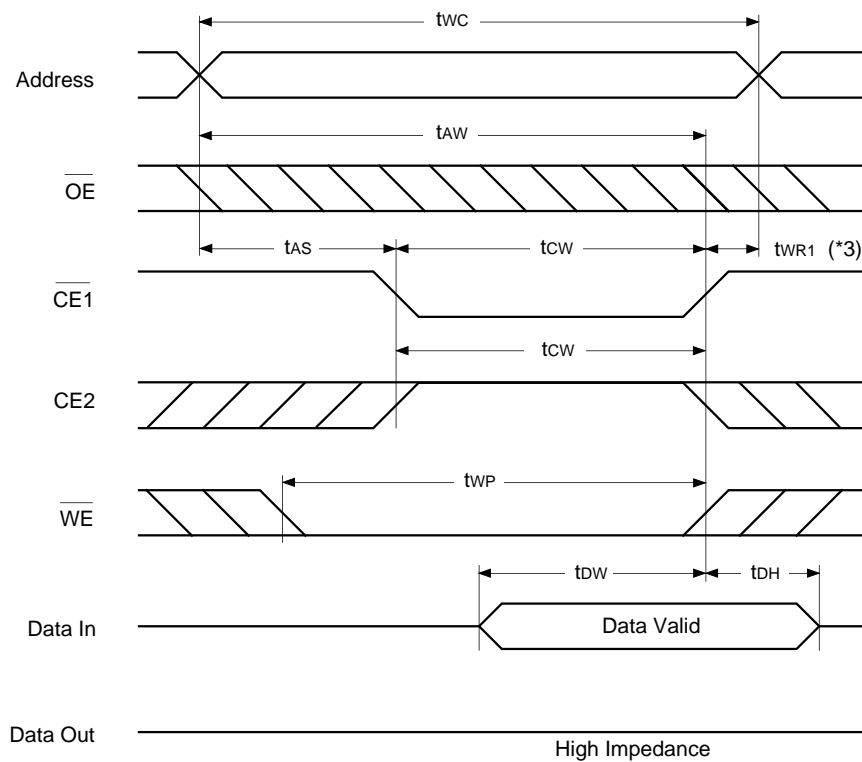 tWC
Address
tAW
OE
tAS tCW tWR1 (*3)
CE1
tCW
CE2
tWP
WE
tDW tDH
Data In Data Valid
Data Out
High Impedance